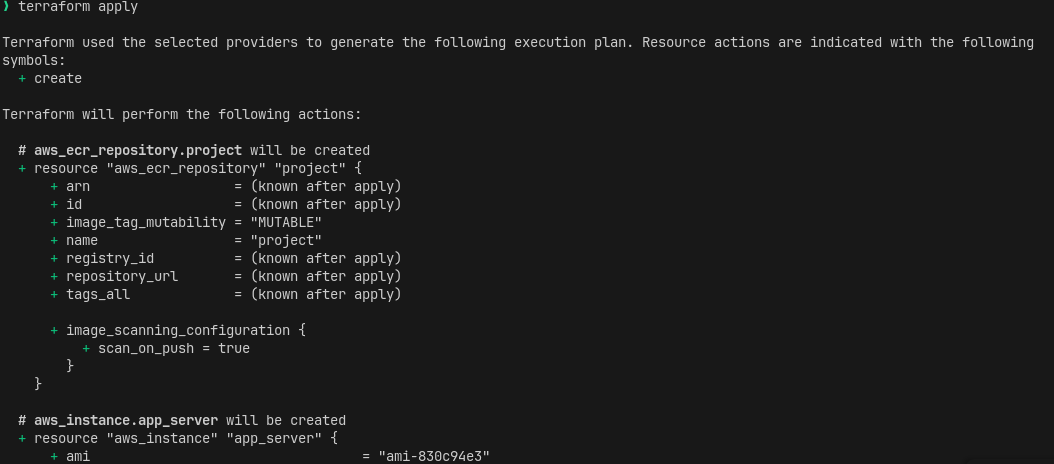 ❯ terraform apply
Terraform used the selected providers to generate the following execution plan. Resource actions are indicated with the following
symbols:
+ create
Terraform will perform the following actions:
# aws_ecr_repository.project will be created
+ resource "aws_ecr_repository" "project" {
+ arn = (known after apply)
+ id = (known after apply)
+ image_tag_mutability = "MUTABLE"
+ name = "project"
+ registry_id = (known after apply)
+ repository_url = (known after apply)
+ tags_all = (known after apply)
+ image_scanning_configuration {
+ scan_on_push = true
}
}
# aws_instance.app_server will be created
+ resource "aws_instance" "app_server" {
+ ami = "ami-830c94e3"